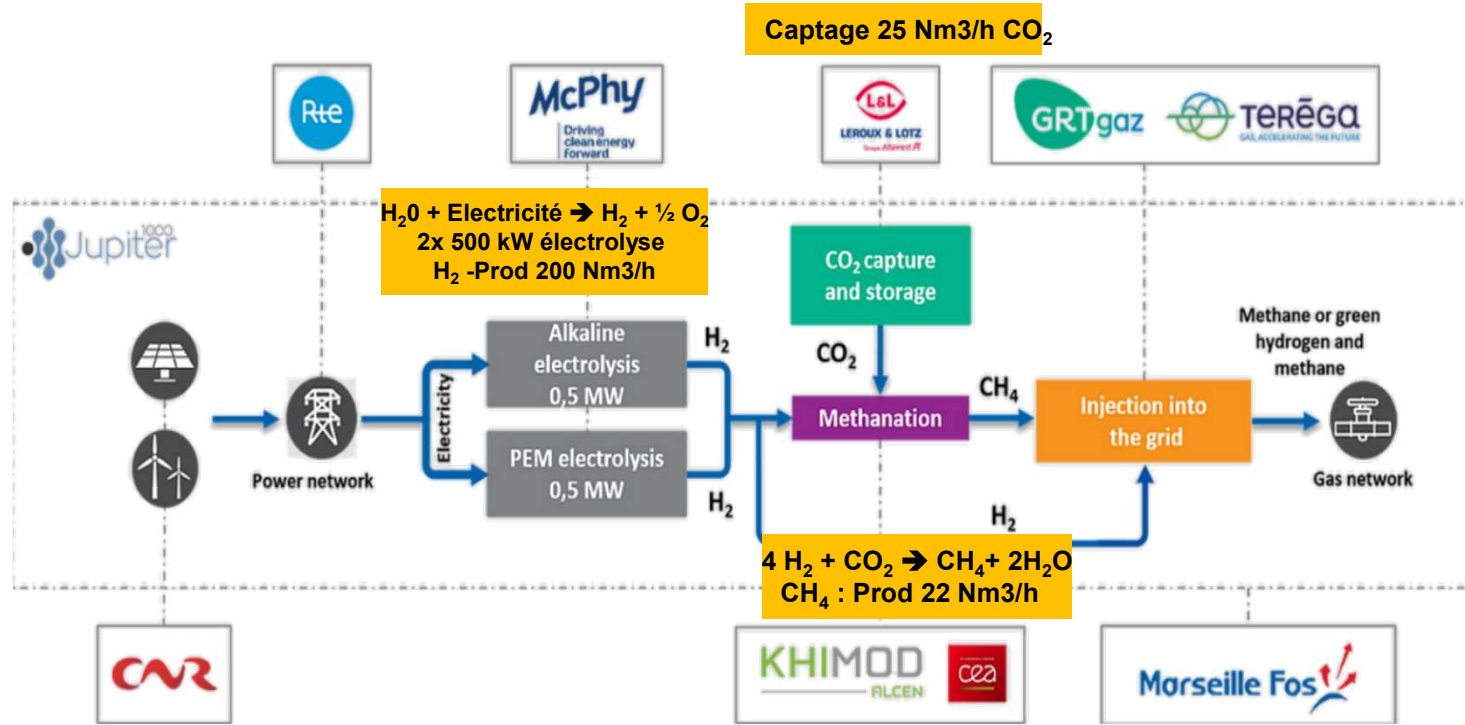 Captage 25 Nm3/h CO₂
Rte
McPhy
Driving
clean energy
forward
L&L
LEROUX & LOTZ
Groupe Altawest
GRTgaz
TERĒGA
GAS, ACCELERATING THE FUTURE
Jupiter 1000
H₂0 + Electricité ➔ H₂ + ½ O₂
2x 500 kW électrolyse
H₂ -Prod 200 Nm3/h
CO₂ capture
and storage
Methane or green
hydrogen and
methane
Alkaline
electrolysis
0,5 MW
H₂
CO₂
Electricity
CH₄
Methanation
Injection into
the grid
PEM electrolysis
0,5 MW
H₂
Power network
Gas network
H₂
4 H₂ + CO₂ ➔ CH₄+ 2H₂O
CH₄ : Prod 22 Nm3/h
CNR
KHIMOD
ALCEN
cea
Marseille Fos